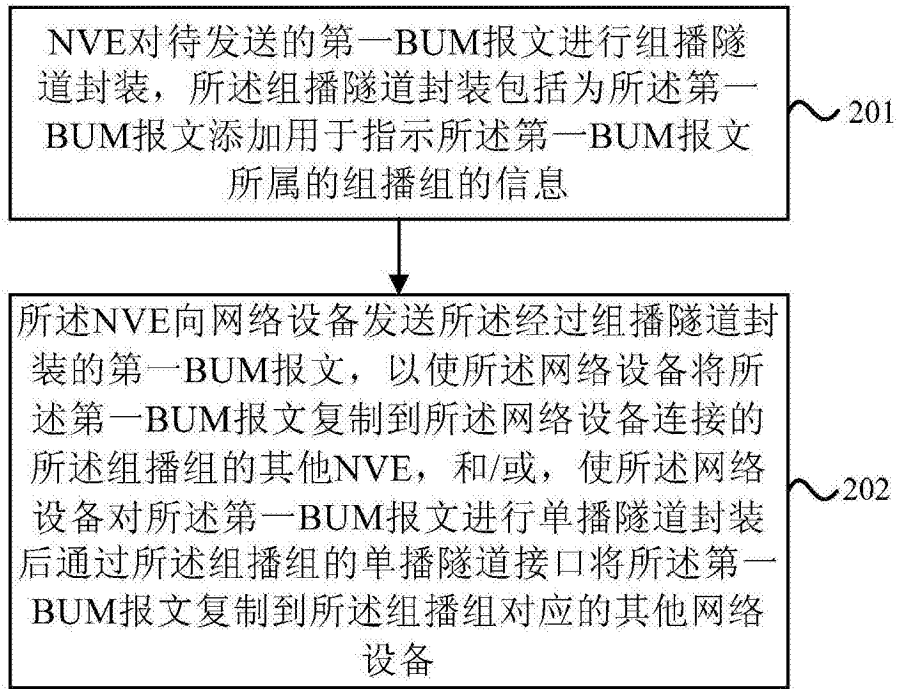 NVE对待发送的第一BUM报文进行组播隧
道封装，所述组播隧道封装包括为所述第一
BUM报文添加用于指示所述第一BUM报文
所属的组播组的信息
201
所述NVE向网络设备发送所述经过组播隧道封
装的第一BUM报文，以使所述网络设备将所
述第一BUM报文复制到所述网络设备连接的
所述组播组的其他NVE，和/或，使所述网络
设备对所述第一BUM报文进行单播隧道封装
后通过所述组播组的单播隧道接口将所述第一
BUM报文复制到所述组播组对应的其他网络
设备
202